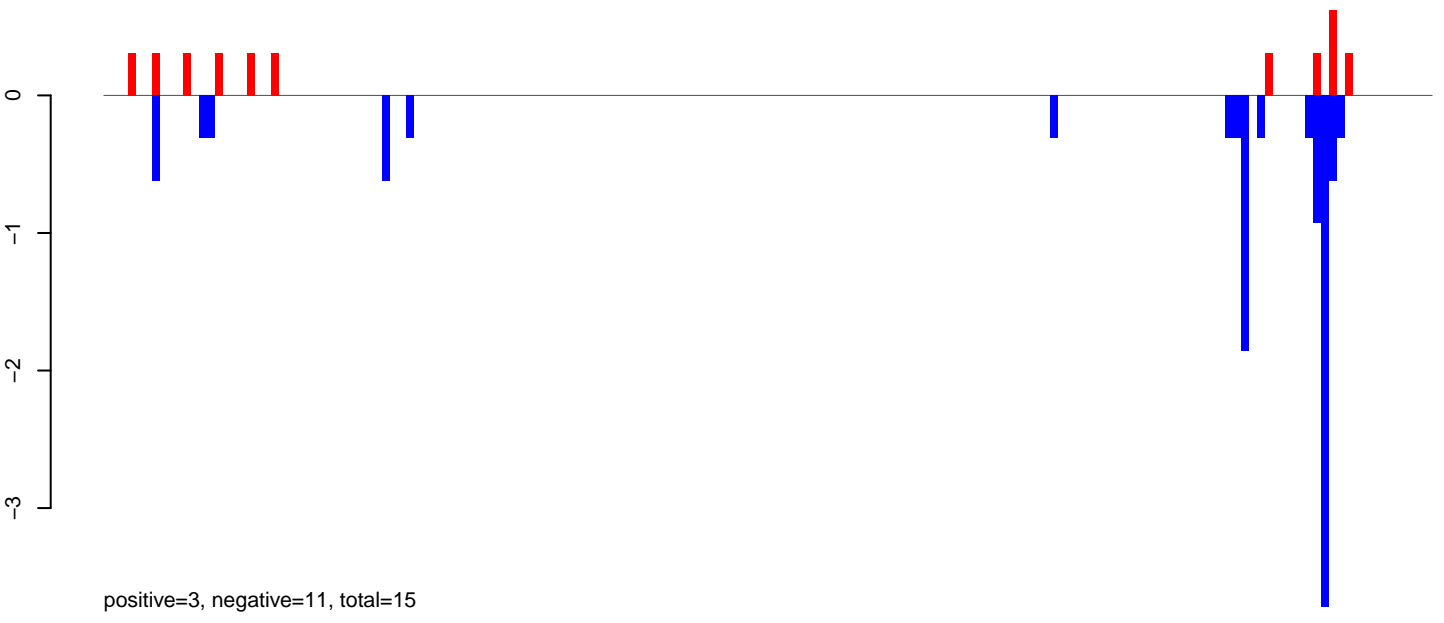 0
−1
−2
−3
positive=3, negative=11, total=15